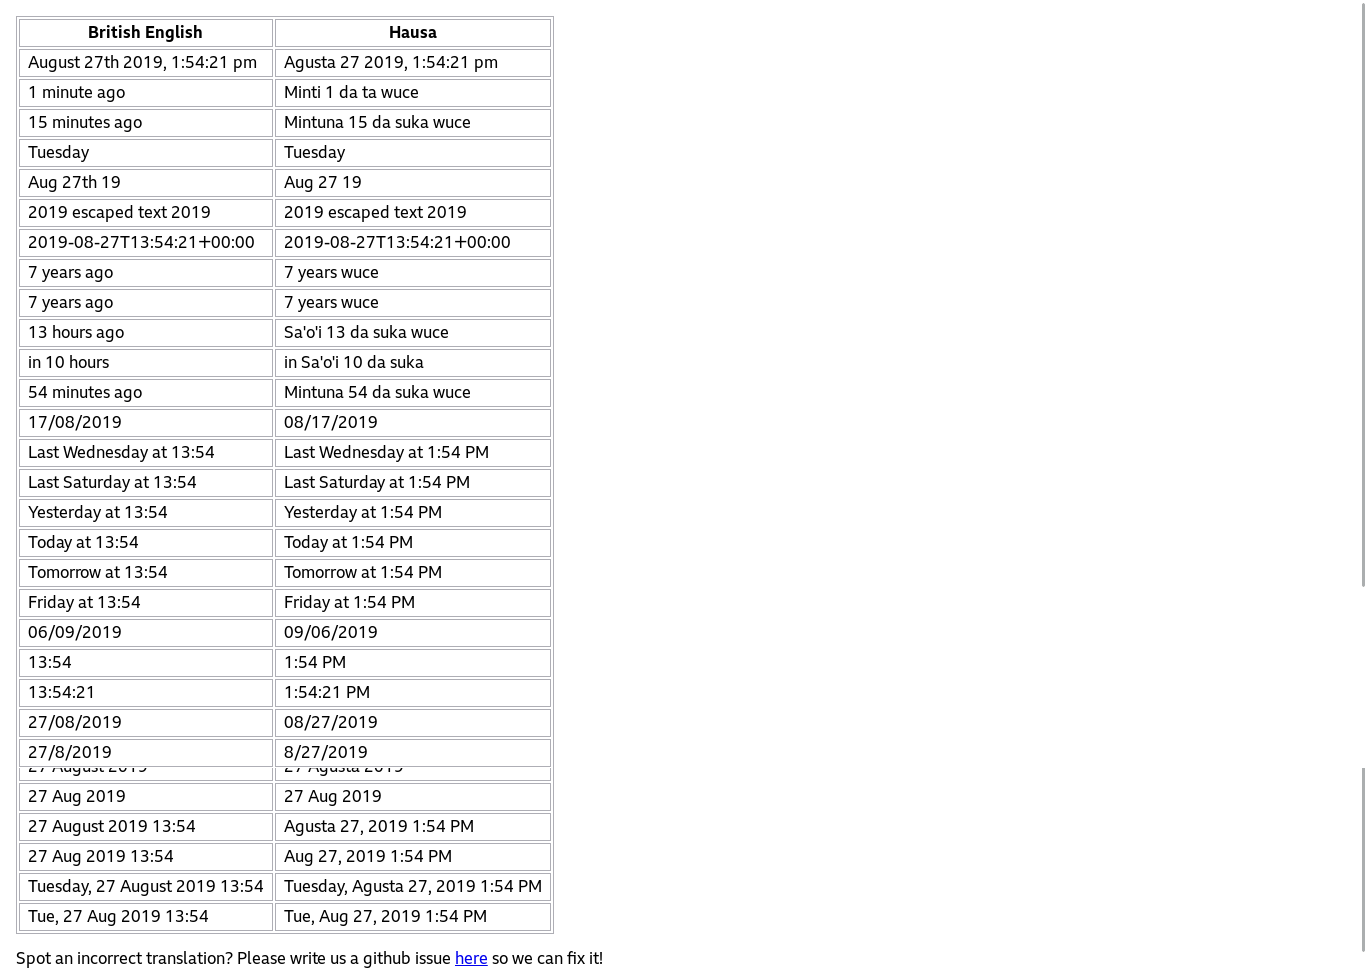 British English Hausa
August 27th 2019, 1:54:21 pm Agusta 27 2019, 1:54:21 pm
1 minute ago Minti 1 da ta wuce
15 minutes ago Mintuna 15 da suka wuce
Tuesday Tuesday
Aug 27th 19 Aug 27 19
2019 escaped text 2019 2019 escaped text 2019
2019-08-27T13:54:21+00:00 2019-08-27T13:54:21+00:00
7 years ago 7 years wuce
7 years ago 7 years wuce
13 hours ago Sa'o'i 13 da suka wuce
in 10 hours in Sa'o'i 10 da suka
54 minutes ago Mintuna 54 da suka wuce
17/08/2019 08/17/2019
Last Wednesday at 13:54 Last Wednesday at 1:54 PM
Last Saturday at 13:54 Last Saturday at 1:54 PM
Yesterday at 13:54 Yesterday at 1:54 PM
Today at 13:54 Today at 1:54 PM
Tomorrow at 13:54 Tomorrow at 1:54 PM
Friday at 13:54 Friday at 1:54 PM
06/09/2019 09/06/2019
13:54 1:54 PM
13:54:21 1:54:21 PM
27/08/2019 08/27/2019
27/8/2019 8/27/2019
27 August 2019 27 Agusta 2019
27 Aug 2019 27 Aug 2019
27 August 2019 13:54 Agusta 27, 2019 1:54 PM
27 Aug 2019 13:54 Aug 27, 2019 1:54 PM
Tuesday, 27 August 2019 13:54 Tuesday, Agusta 27, 2019 1:54 PM
Tue, 27 Aug 2019 13:54 Tue, Aug 27, 2019 1:54 PM
Spot an incorrect translation? Please write us a github issue here so we can fix it!